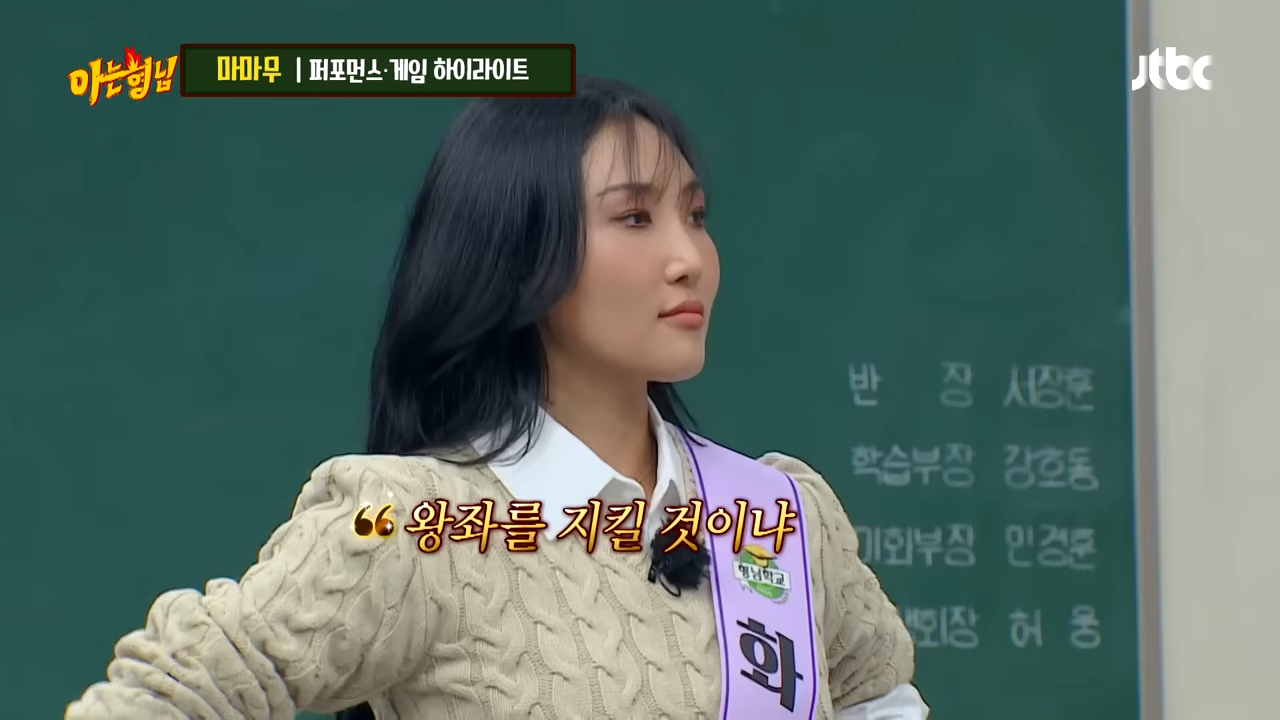 아는형님
마마무 | 퍼포먼스·게임 하이라이트
jtbc
반 장 서장훈
학습부장 강호동
기회부장 민경훈
회장 허 웅
“왕좌를 지킬 것이냐
형님학교
화